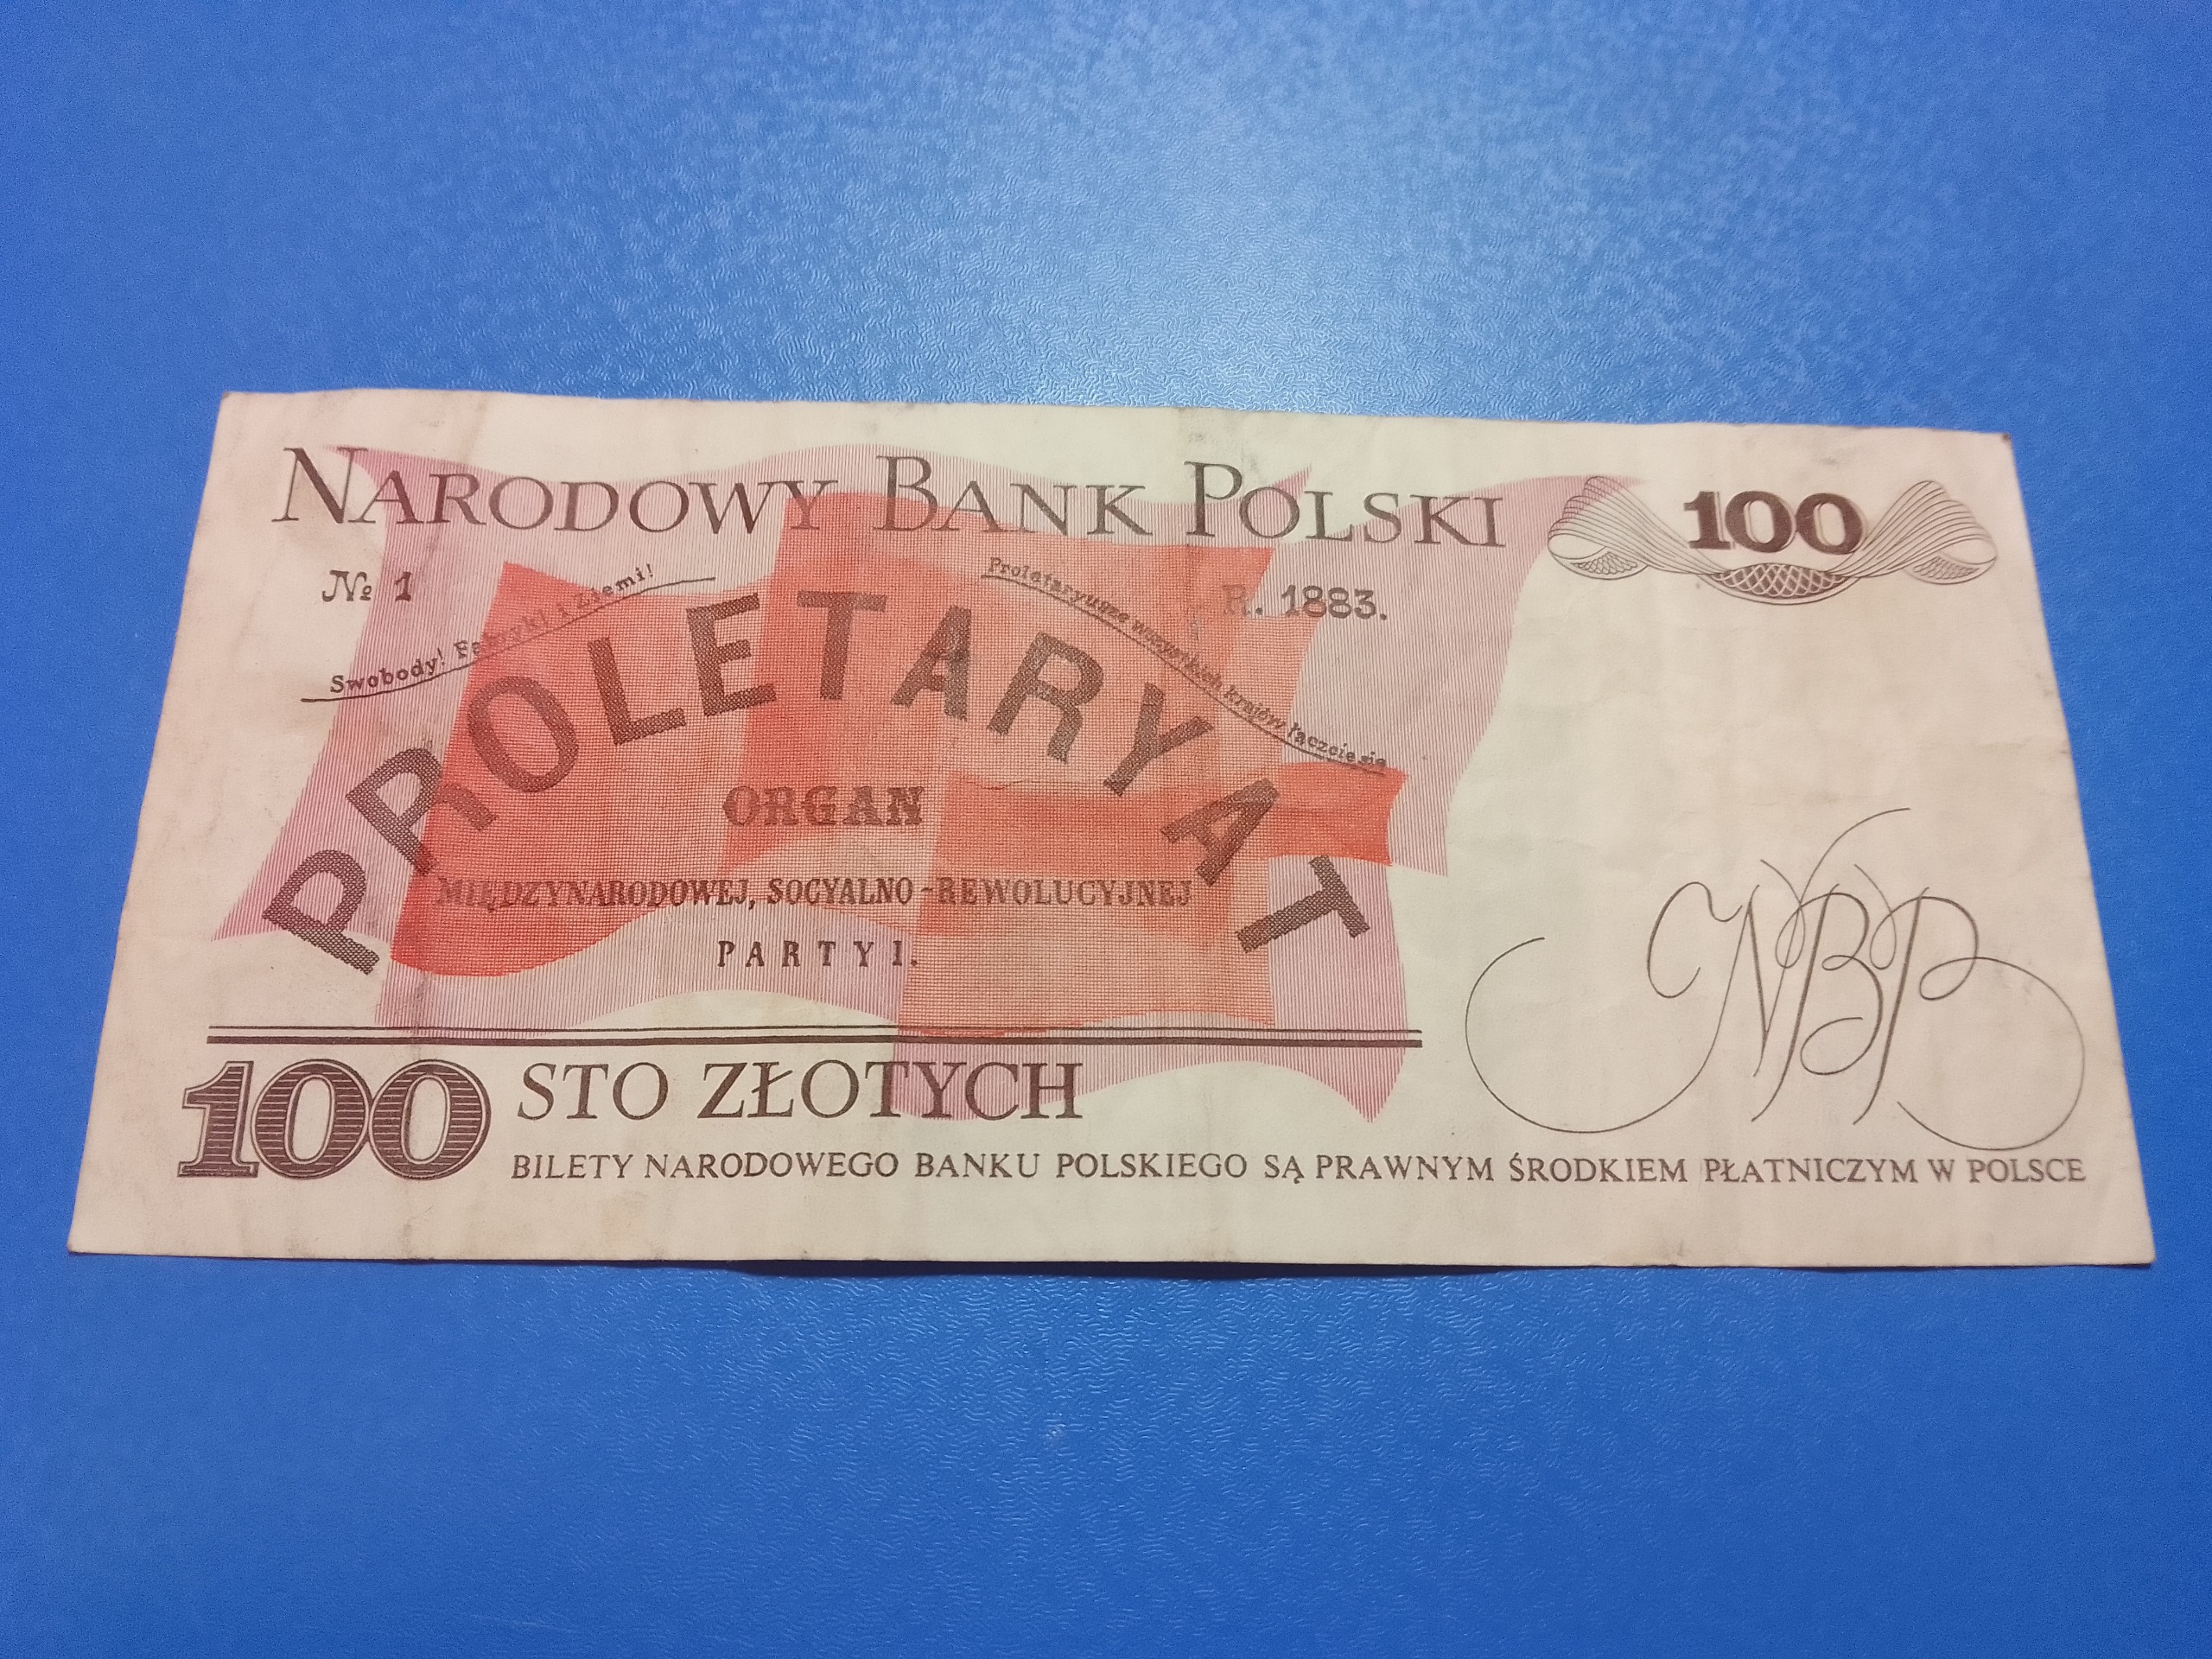 NARODOWY BANK POLSKI
100
№ 1
R. 1883.
Swobody! Fabryki i Ziemi!
Proletaryusze wszystkich krajów łączcie się
PROLETARYAT
ORGAN
MIĘDZYNARODOWEJ, SOCYALNO-REWOLUCYJNEJ
PARTYI.
NBP
100 STO ZŁOTYCH
BILETY NARODOWEGO BANKU POLSKIEGO SĄ PRAWNYM ŚRODKIEM PŁATNICZYM W POLSCE